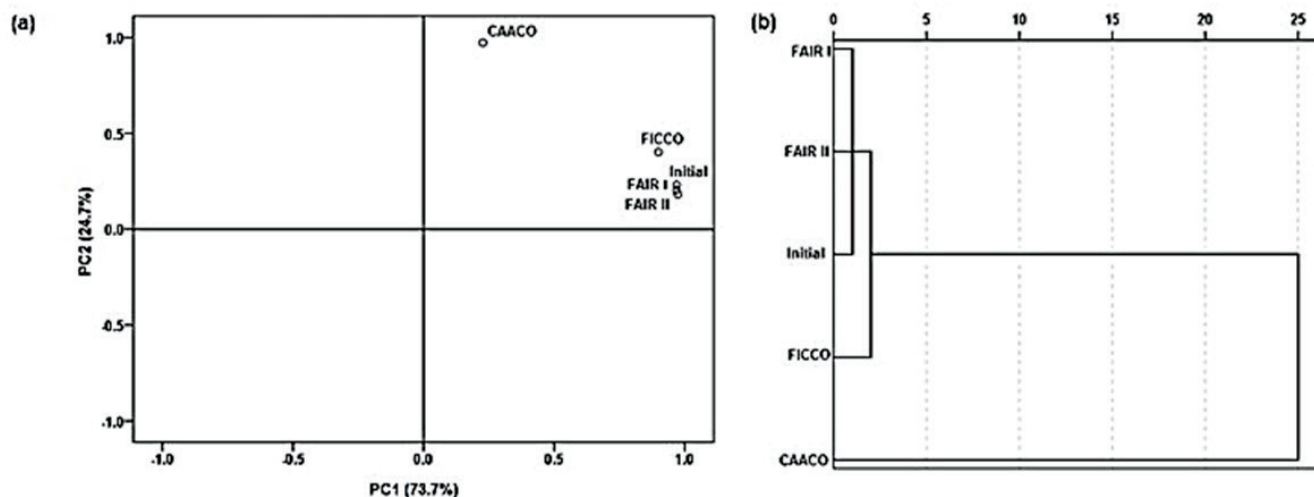 (a)
1.0
0.5
0.0
-0.5
-1.0
PC2 (24.7%)
CAACO
FICCO
Initial
FAIR I
FAIR II
-1.0 -0.5 0.0 0.5 1.0
PC1 (73.7%)
(b)
0 5 10 15 20 25
FAIR I
FAIR II
Initial
FICCO
CAACO